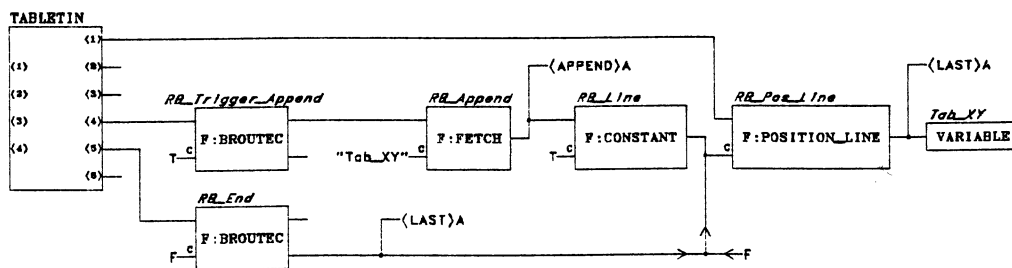 TABLETIN
<1>
<1> <2>
<2> <3>
<3> <4>
<4> <5>
<6>
RB_Trigger_Append
F:BROUTEC
T C
RB_Append
F:FETCH
"Tab_XY" C
<APPEND>A
RB_Line
F:CONSTANT
T C
RB_Pos_Line
F:POSITION_LINE
C
<LAST>A
Tab_XY
VARIABLE
RB_End
F:BROUTEC
F C
<LAST>A
F